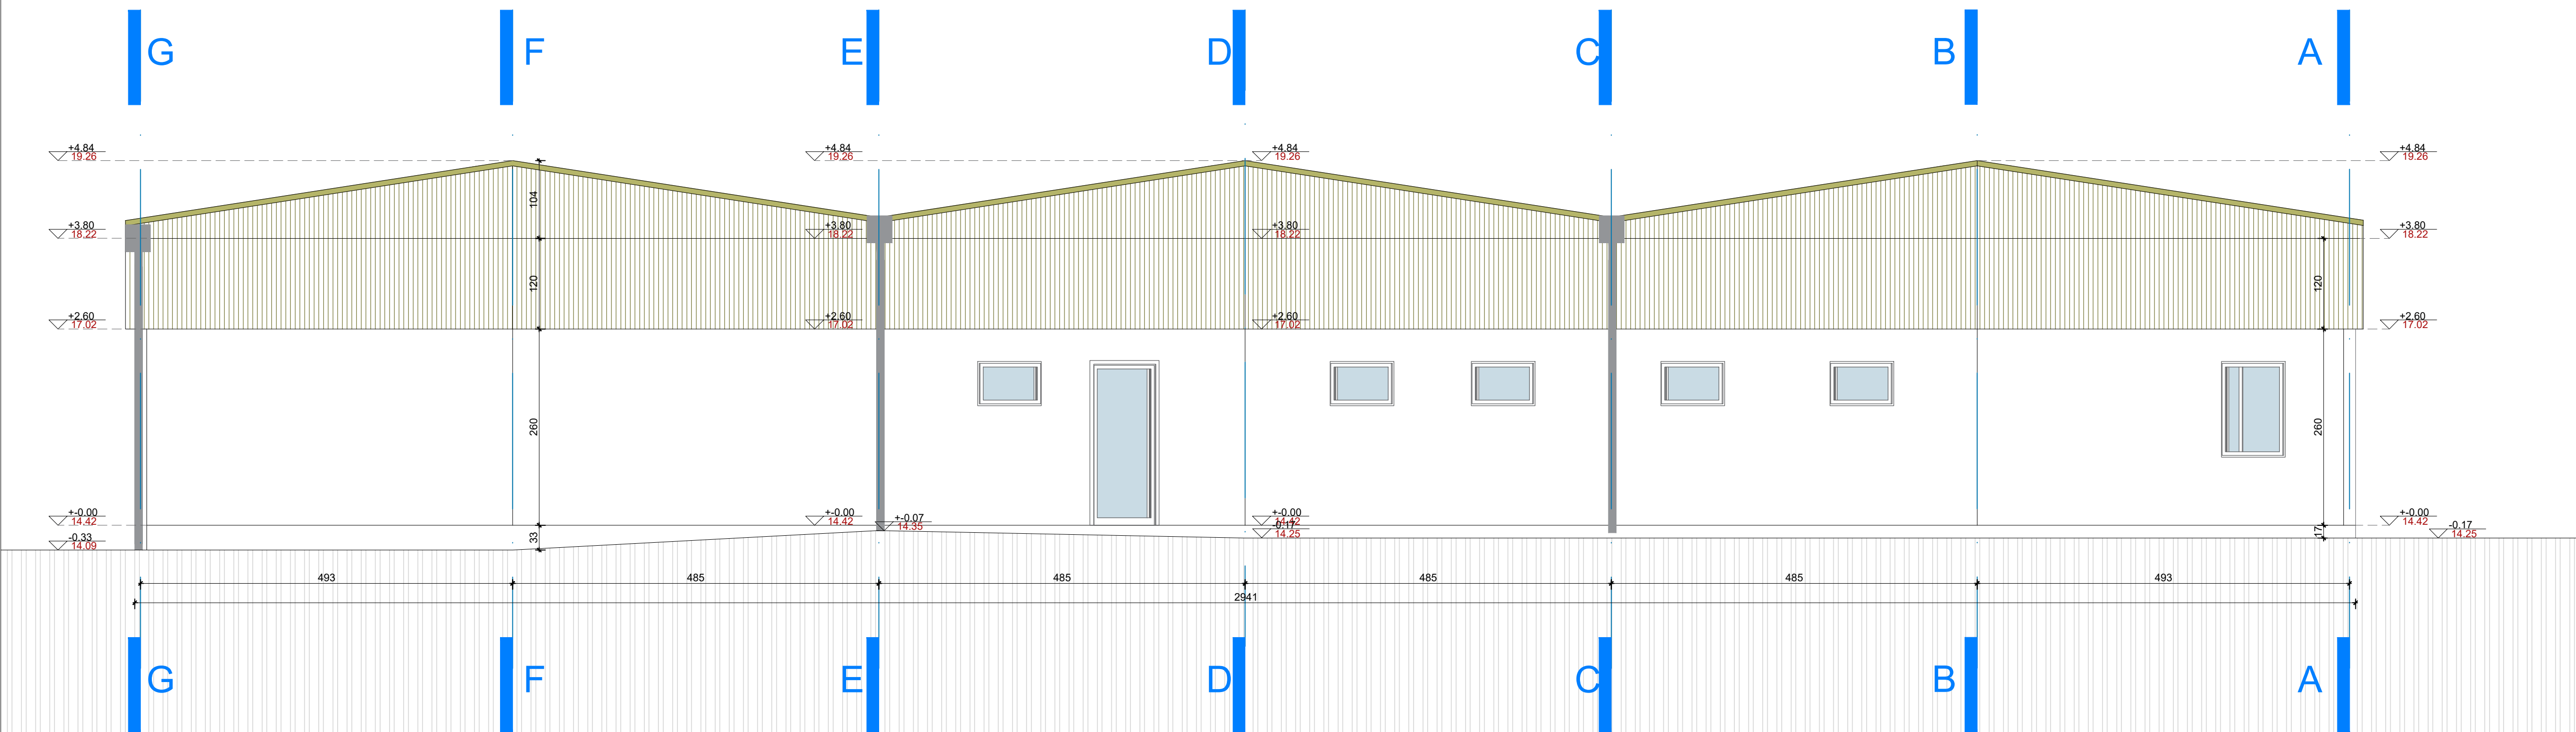 G F E D C B A
+4.84 +4.84 +4.84 +4.84
19.26 19.26 19.26 19.26
104
+3.80 +3.80 +3.80 +3.80
18.22 18.22 18.22 18.22
120 120
+2.60 +2.60 +2.60 +2.60
17.02 17.02 17.02 17.02
260 260
+-0.00 +-0.00 +-0.00 +-0.00
14.42 14.42 14.42 14.42
+-0.07
14.35
-0.33 -0.17 -0.17
14.09 14.25 14.25
33 17
493 485 485 485 485 493
2941
G F E D C B A